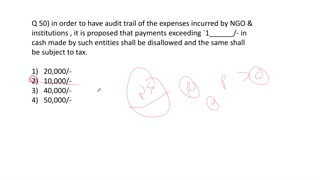 Q 50) in order to have audit trail of the expenses incurred by NGO &
institutions , it is proposed that payments exceeding `1______/- in
cash made by such entities shall be disallowed and the same shall
be subject to tax.
1) 20,000/-
2) 10,000/-
3) 40,000/-
4) 50,000/-